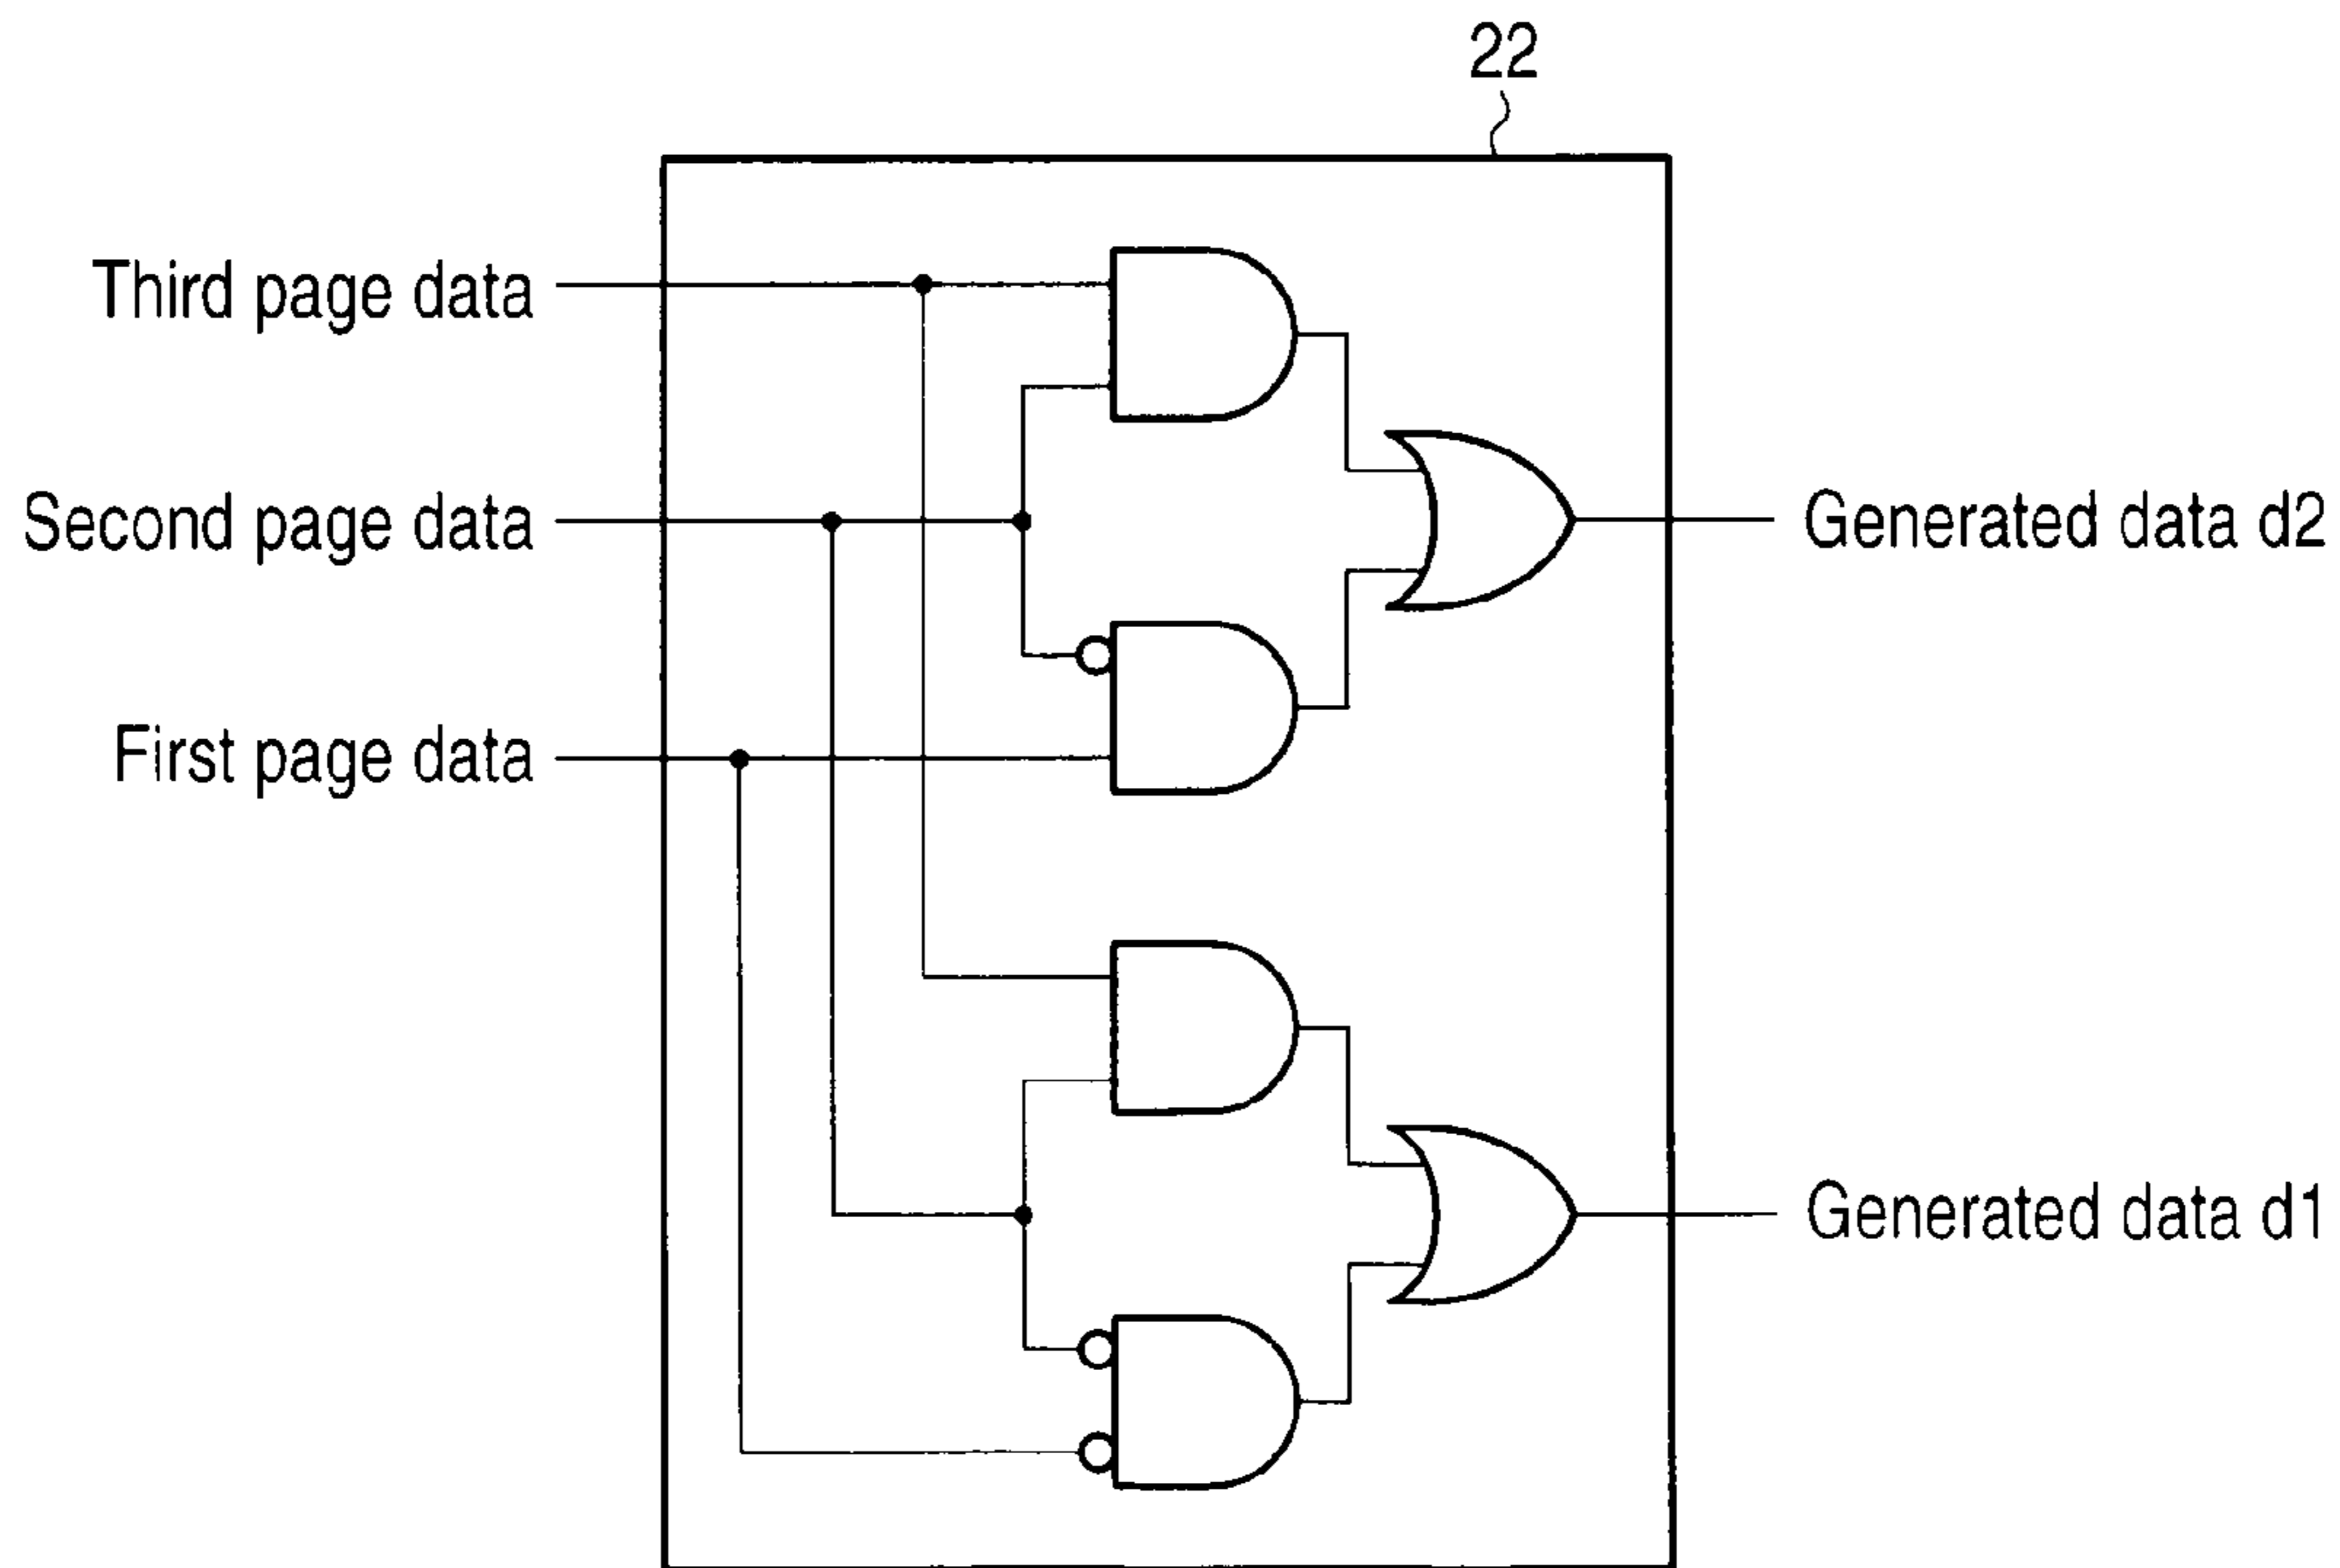 22
Third page data
Second page data
Generated data d2
First page data
Generated data d1